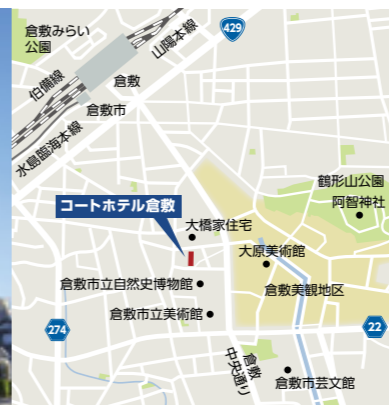 倉敷みらい
公園
山陽本線
429
伯備線
倉敷
倉敷市
水島臨海本線
鶴形山公園
阿智神社
コートホテル倉敷
大橋家住宅
大原美術館
倉敷市立自然史博物館
倉敷美観地区
倉敷市立美術館
274
22
倉敷
中央通り
倉敷市芸文館